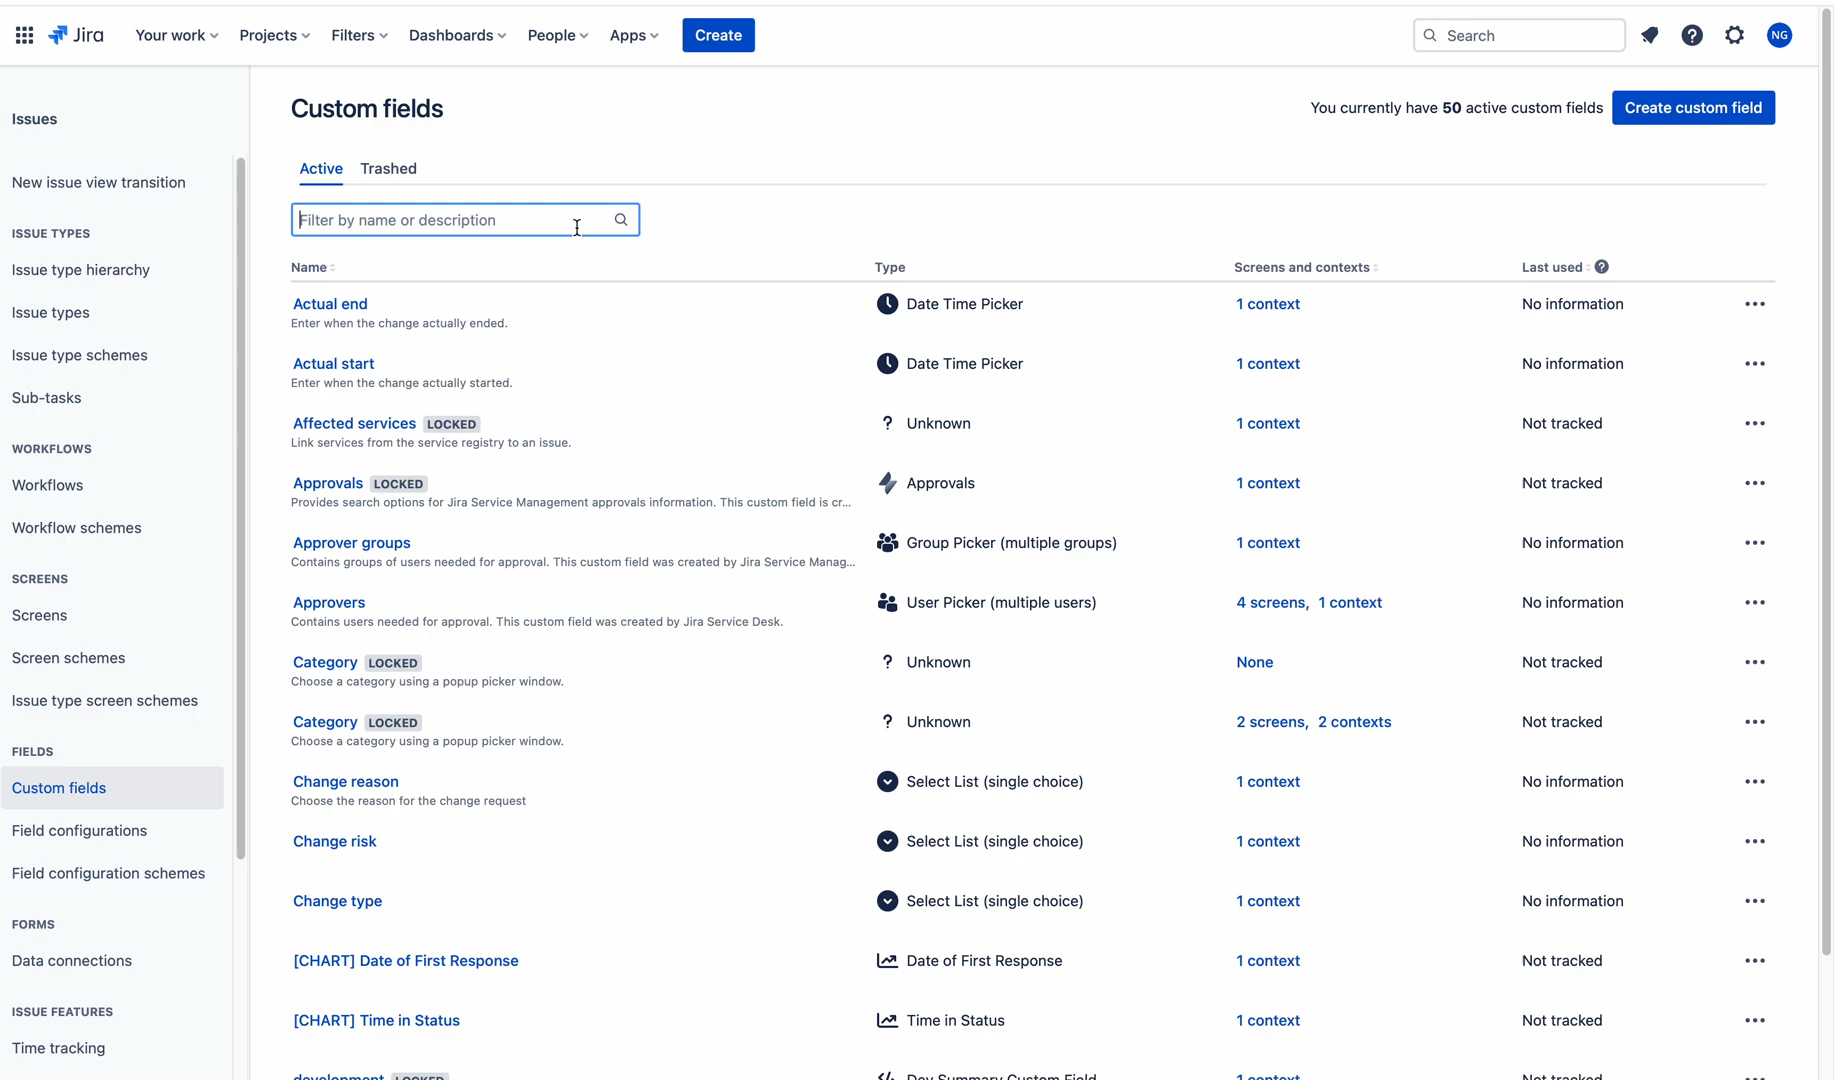 Jira Your work Projects Filters Dashboards People Apps Create Search NG
Issues
New issue view transition
ISSUE TYPES
Issue type hierarchy
Issue types
Issue type schemes
Sub-tasks
WORKFLOWS
Workflows
Workflow schemes
SCREENS
Screens
Screen schemes
Issue type screen schemes
FIELDS
Custom fields
Field configurations
Field configuration schemes
FORMS
Data connections
ISSUE FEATURES
Time tracking
Custom fields
You currently have 50 active custom fields Create custom field
Active Trashed
Filter by name or description
Name Type Screens and contexts Last used
Actual end Date Time Picker 1 context No information
Enter when the change actually ended.
Actual start Date Time Picker 1 context No information
Enter when the change actually started.
Affected services LOCKED ? Unknown 1 context Not tracked
Link services from the service registry to an issue.
Approvals LOCKED Approvals 1 context Not tracked
Provides search options for Jira Service Management approvals information. This custom field is cr...
Approver groups Group Picker (multiple groups) 1 context No information
Contains groups of users needed for approval. This custom field was created by Jira Service Manag...
Approvers User Picker (multiple users) 4 screens, 1 context No information
Contains users needed for approval. This custom field was created by Jira Service Desk.
Category LOCKED ? Unknown None Not tracked
Choose a category using a popup picker window.
Category LOCKED ? Unknown 2 screens, 2 contexts Not tracked
Choose a category using a popup picker window.
Change reason Select List (single choice) 1 context No information
Choose the reason for the change request
Change risk Select List (single choice) 1 context No information
Change type Select List (single choice) 1 context No information
[CHART] Date of First Response Date of First Response 1 context Not tracked
[CHART] Time in Status Time in Status 1 context Not tracked
development LOCKED Dev Summary Custom Field 1 context Not tracked